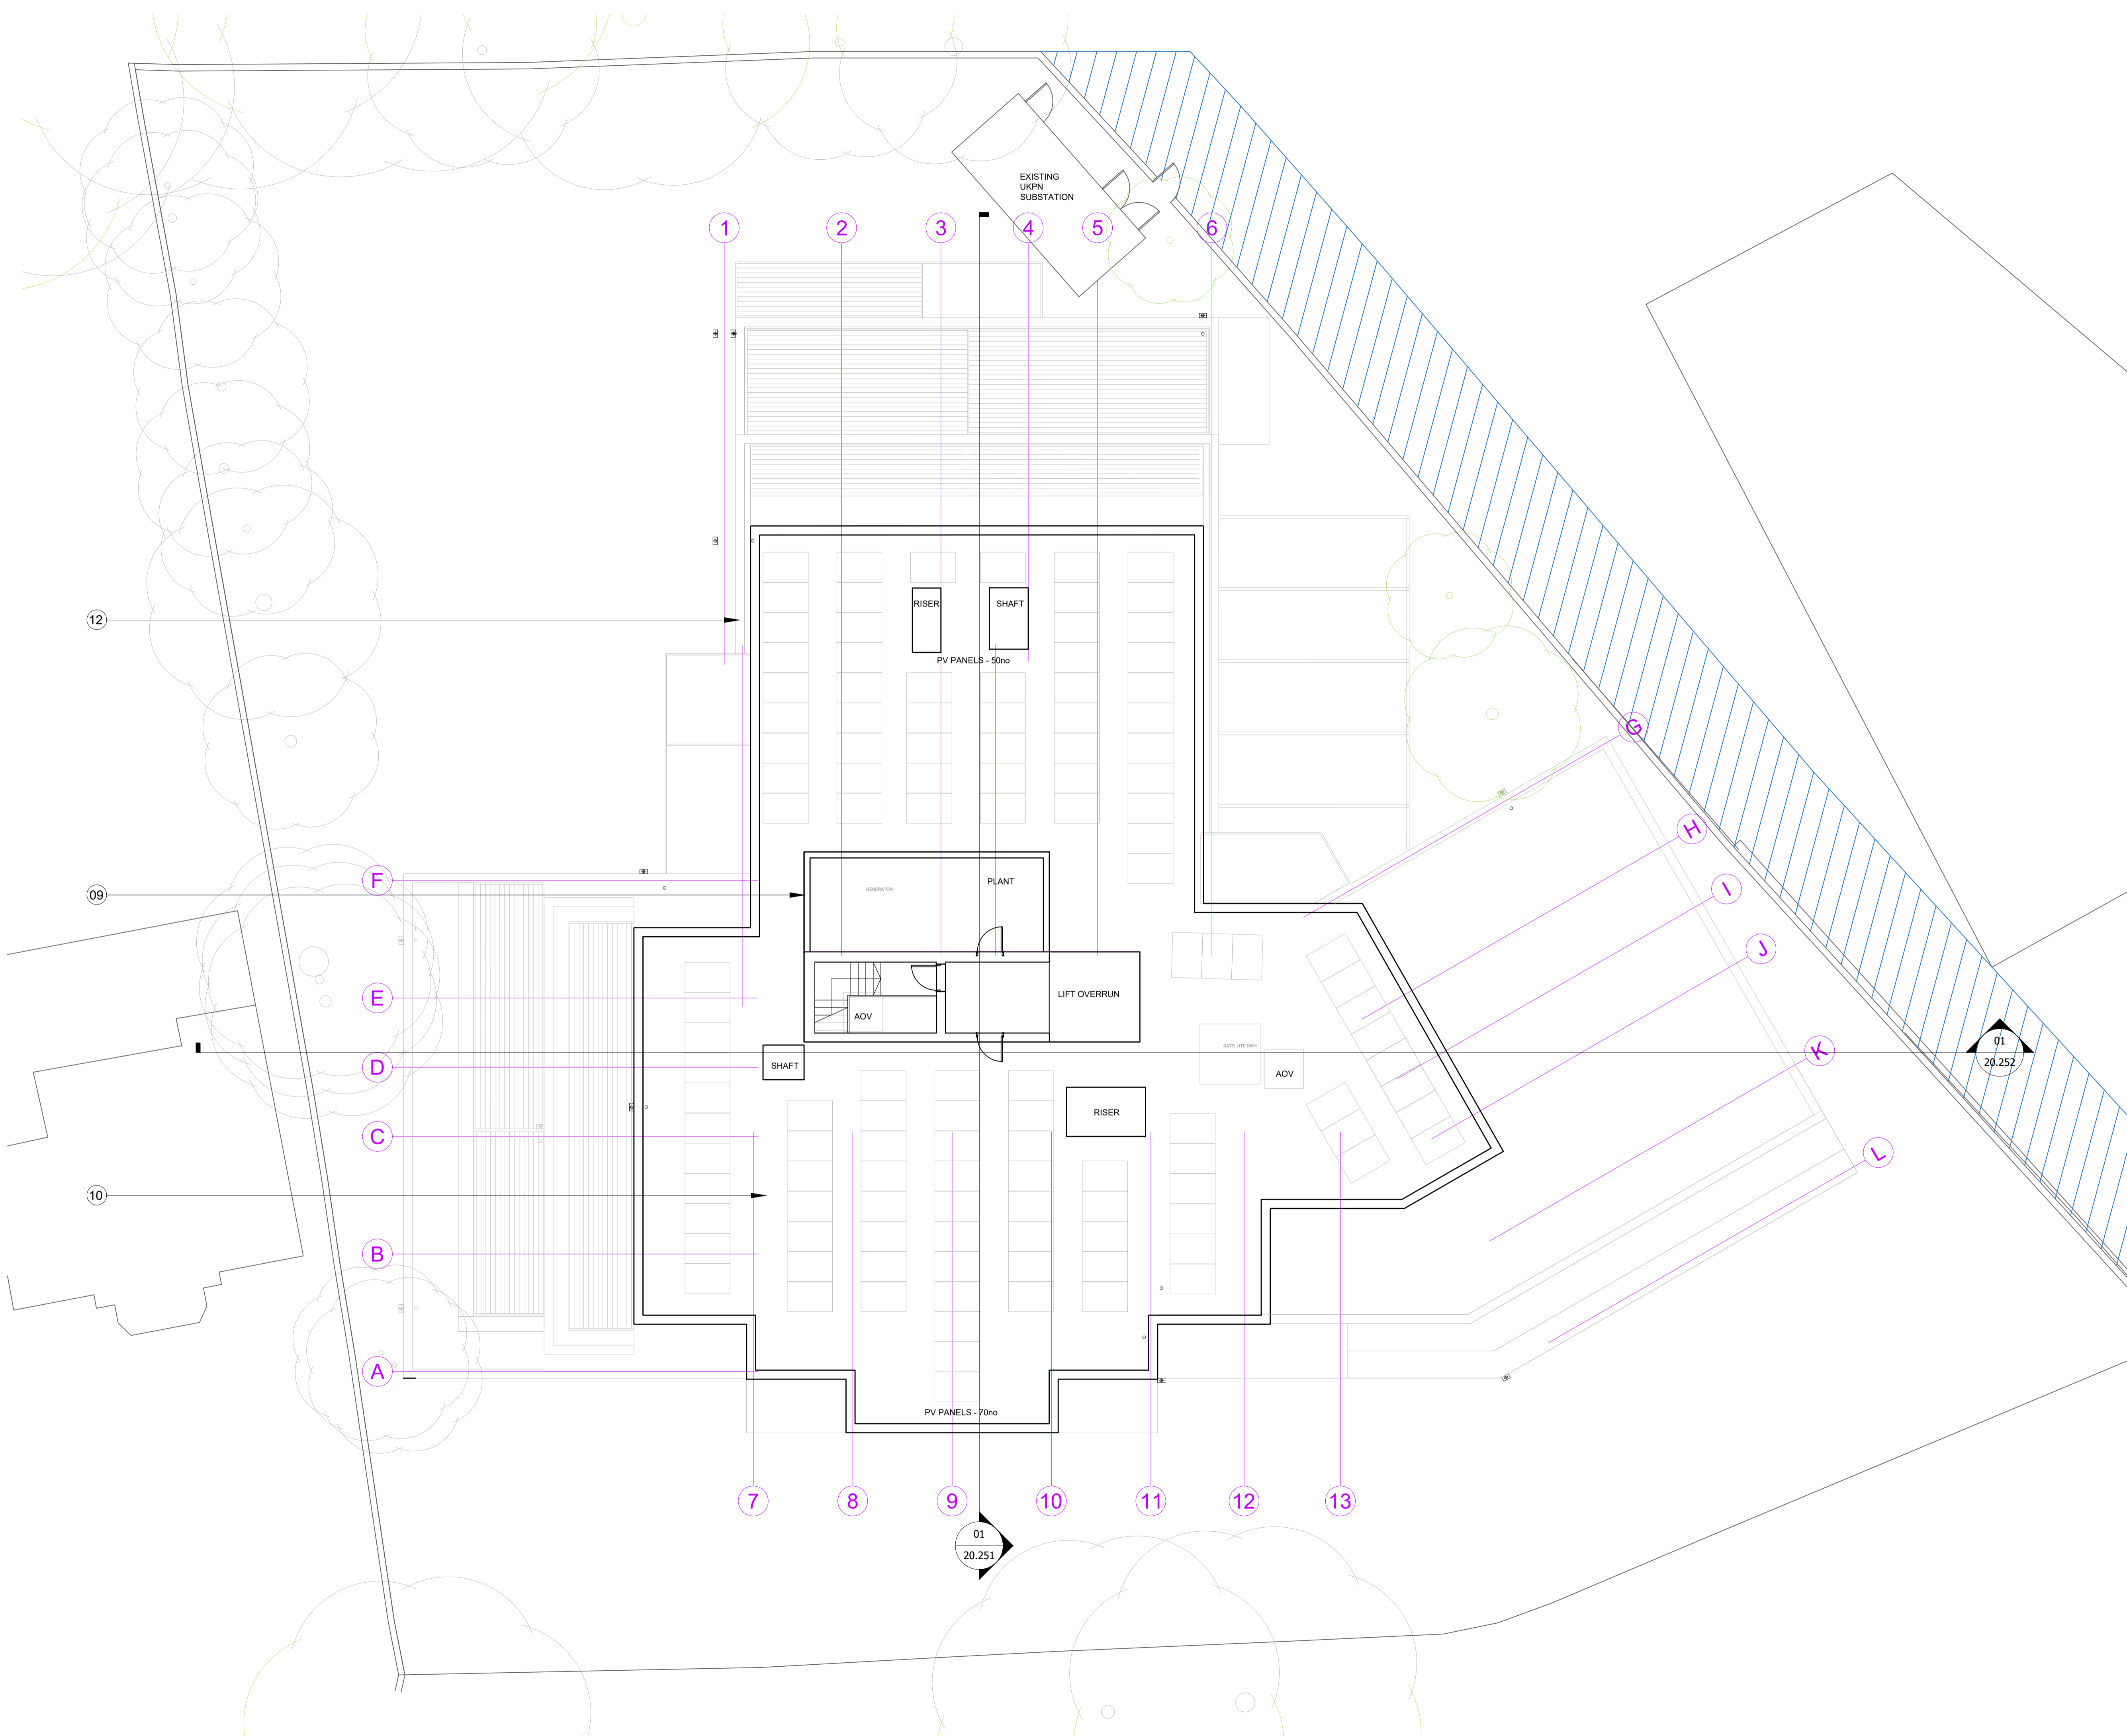 EXISTING
UKPN
SUBSTATION
1
2
3
4
5
6
12
RISER
SHAFT
PV PANELS - 50no
G
H
F
09
GENERATOR
PLANT
I
J
E
LIFT OVERRUN
AOV
01
20.252
D
SHAFT
SATELLITE DISH
AOV
K
C
RISER
L
10
B
A
PV PANELS - 70no
7
8
9
10
11
12
13
01
20.251